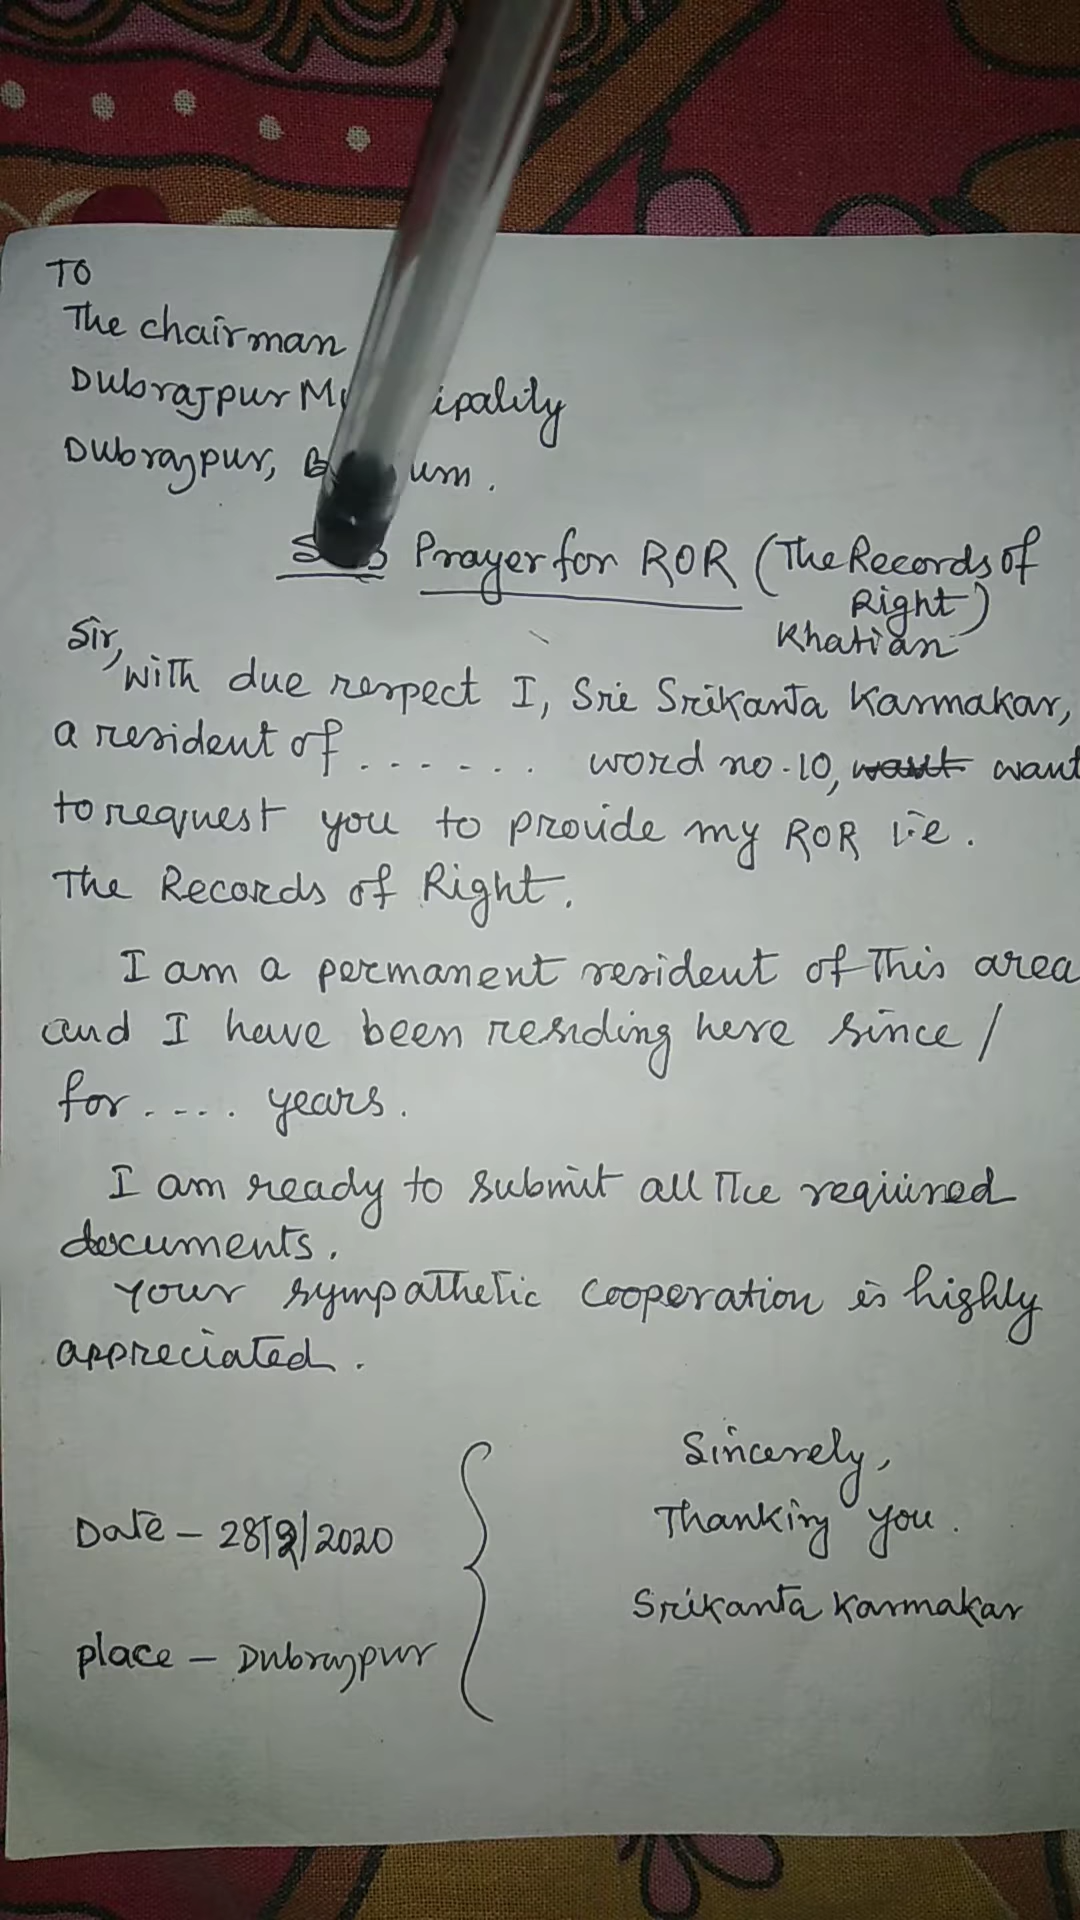 TO
The chairman
Dubrajpur Municipality
Dubrajpur, um.
Sub Prayer for ROR (The Records of
Right)
Khatian
Sir,
with due respect I, Srie Srikanta Karmakar,
a resident of ...... word no. 10, want want
to request you to provide my ROR i.e.
The Records of Right.
I am a permanent resident of This area
and I have been residing here since /
for .... years.
I am ready to submit all The required
documents.
Your sympathetic cooperation is highly
appreciated.
Sincerely,
Thanking you.
Srikanta Karmakar
Date - 28/2/2020
place - Dubrajpur